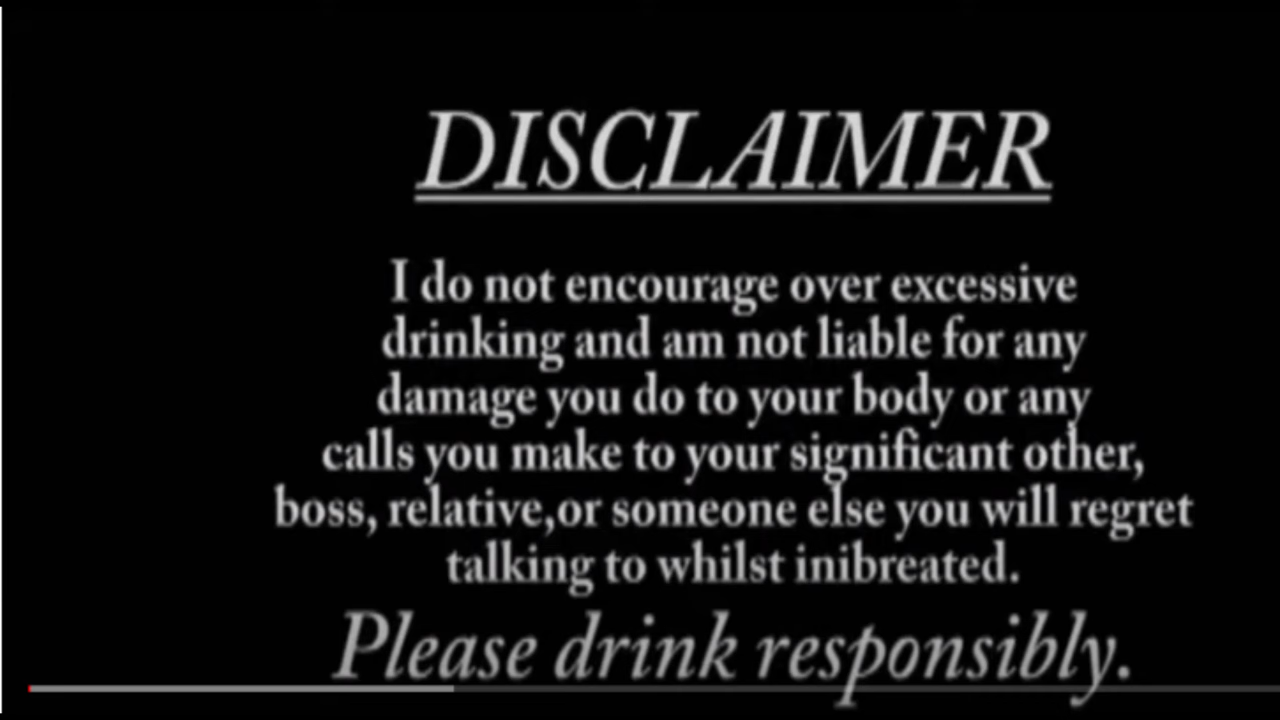 DISCLAIMER
I do not encourage over excessive
drinking and am not liable for any
damage you do to your body or any
calls you make to your significant other,
boss, relative,or someone else you will regret
talking to whilst inibreated.
Please drink responsibly.